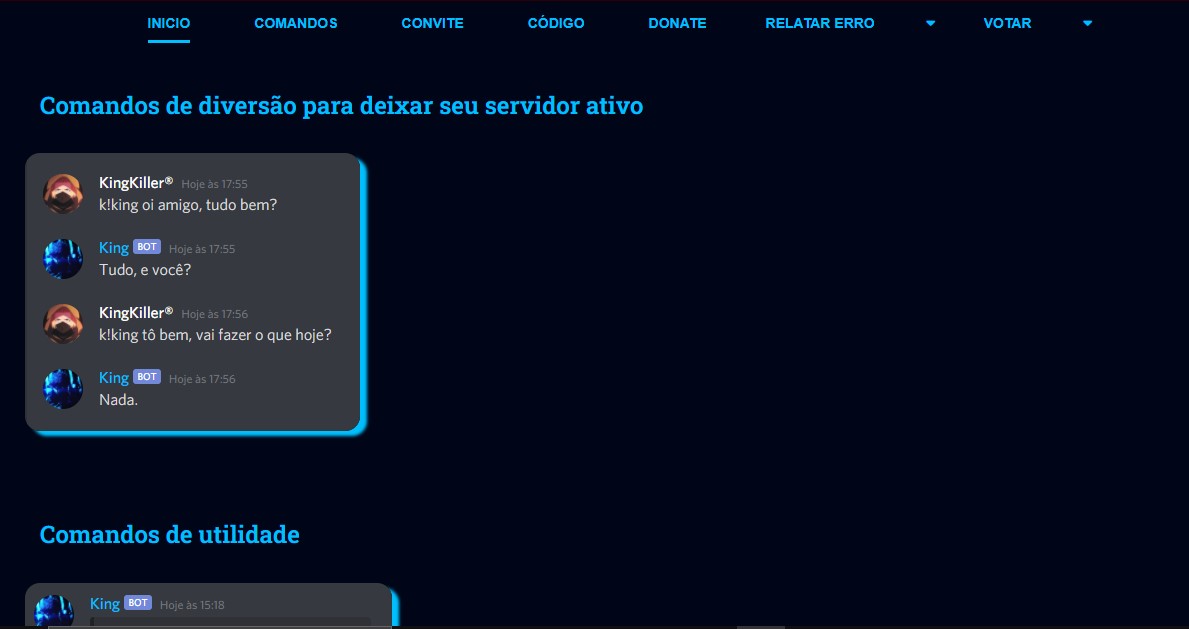 INICIO COMANDOS CONVITE CÓDIGO DONATE RELATAR ERRO VOTAR
Comandos de diversão para deixar seu servidor ativo
KingKiller® Hoje às 17:55
k!king oi amigo, tudo bem?
King BOT Hoje às 17:55
Tudo, e você?
KingKiller® Hoje às 17:56
k!king tô bem, vai fazer o que hoje?
King BOT Hoje às 17:56
Nada.
Comandos de utilidade
King BOT Hoje às 15:18